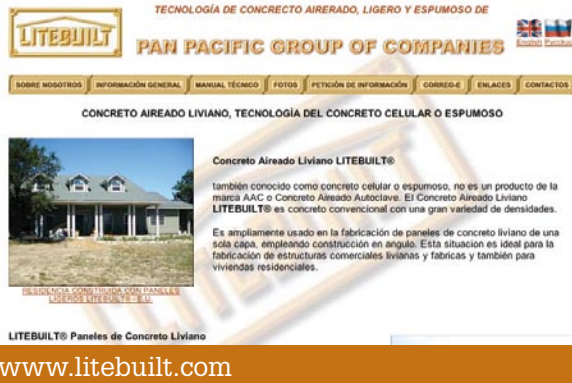 TECNOLOGÍA DE CONCRECTO AIRERADO, LIGERO Y ESPUMOSO DE
LITEBUILT
PAN PACIFIC GROUP OF COMPANIES
English Русский
SOBRE NOSOTROS INFORMACIÓN GENERAL MANUAL TÉCNICO FOTOS PETICIÓN DE INFORMACIÓN CORREO-E ENLACES CONTACTOS
CONCRETO AIREADO LIVIANO, TECNOLOGÍA DEL CONCRETO CELULAR O ESPUMOSO
Concreto Aireado Liviano LITEBUILT®
también conocido como concreto celular o espumoso, no es un producto de la
marca AAC o Concreto Aireado Autoclave. El Concreto Aireado Liviano
LITEBUILT® es concreto convencional con una gran variedad de densidades.
Es ampliamente usado en la fabricación de paneles de concreto liviano de una
sola capa, empleando construcción en angulo. Esta situacion es ideal para la
fabricación de estructuras comerciales livianas y fabricas y también para
viviendas residenciales.
RESIDENCIA CONSTRUIDA CON PANELES
LIGEROS LITEBUILT® - E.U.
LITEBUILT® Paneles de Concreto Liviano
www.litebuilt.com